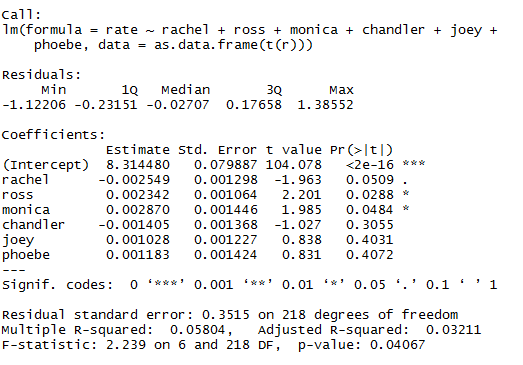 Call:
lm(formula = rate ~ rachel + ross + monica + chandler + joey +
    phoebe, data = as.data.frame(t(r)))
Residuals:
     Min       1Q   Median       3Q      Max
-1.12206 -0.23151 -0.02707  0.17658  1.38552
Coefficients:
             Estimate Std. Error t value Pr(>|t|)
(Intercept)  8.314480   0.079887 104.078   <2e-16 ***
rachel      -0.002549   0.001298  -1.963   0.0509 .
ross         0.002342   0.001064   2.201   0.0288 *
monica       0.002870   0.001446   1.985   0.0484 *
chandler    -0.001405   0.001368  -1.027   0.3055
joey         0.001028   0.001227   0.838   0.4031
phoebe       0.001183   0.001424   0.831   0.4072
---
Signif. codes:  0 ‘***’ 0.001 ‘**’ 0.01 ‘*’ 0.05 ‘.’ 0.1 ‘ ’ 1
Residual standard error: 0.3515 on 218 degrees of freedom
Multiple R-squared:  0.05804,   Adjusted R-squared:  0.03211
F-statistic: 2.239 on 6 and 218 DF,  p-value: 0.04067